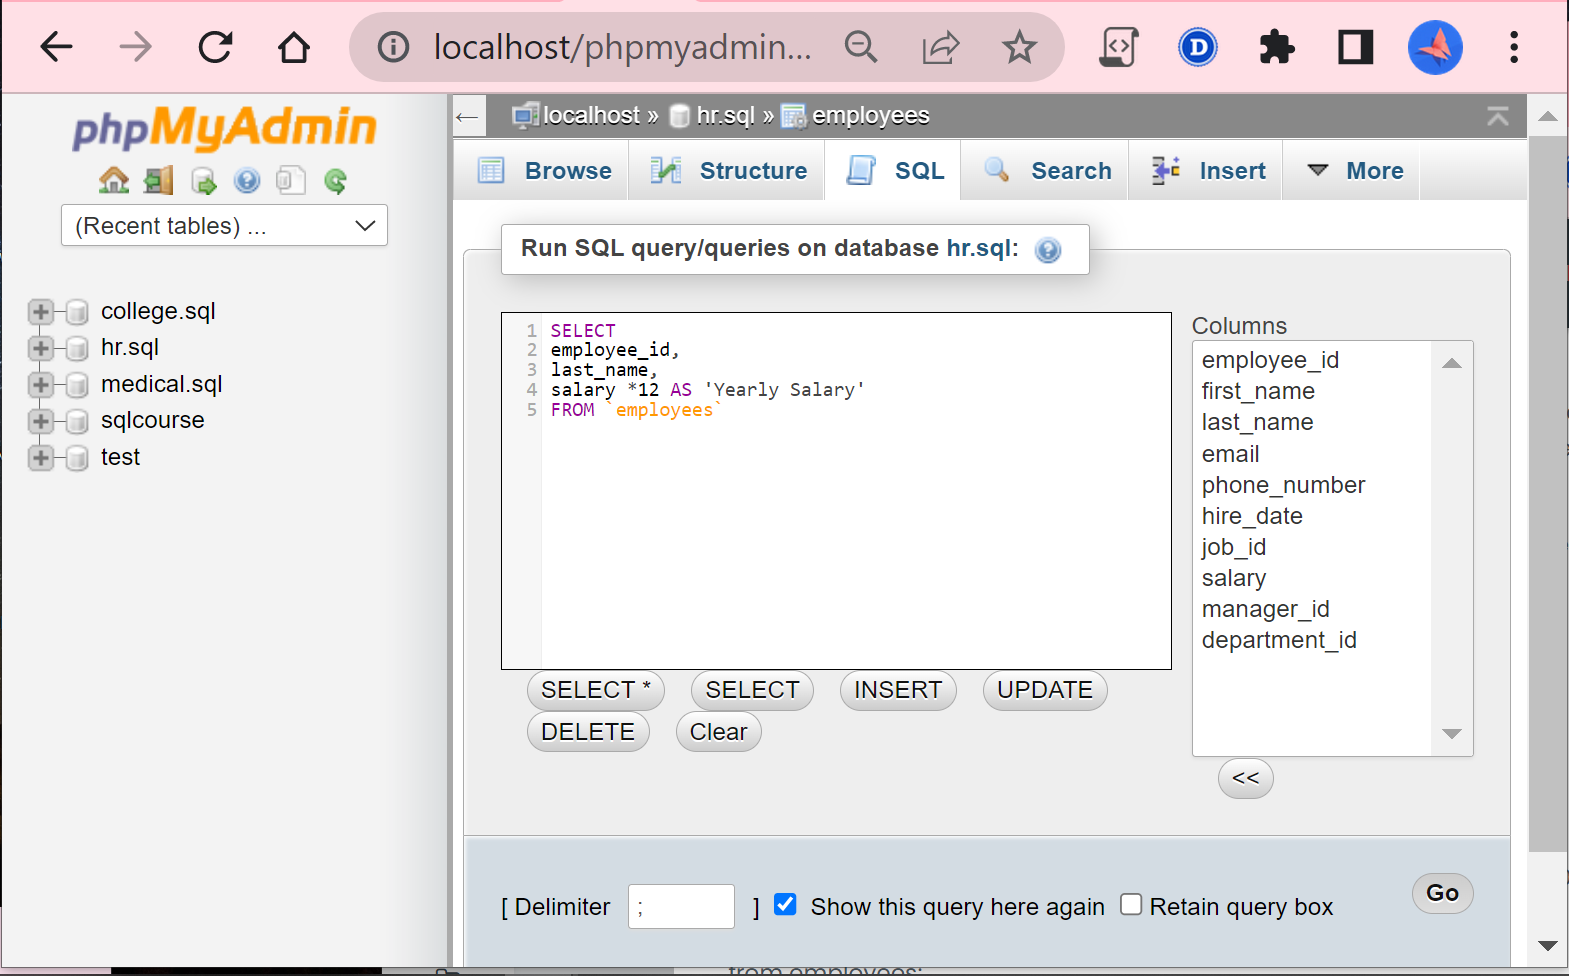 localhost/phpmyadmin...
phpMyAdmin
(Recent tables) ...
college.sql
hr.sql
medical.sql
sqlcourse
test
localhost » hr.sql » employees
Browse
Structure
SQL
Search
Insert
More
Run SQL query/queries on database hr.sql:
1 SELECT
2 employee_id,
3 last_name,
4 salary *12 AS 'Yearly Salary'
5 FROM `employees`
Columns
employee_id
first_name
last_name
email
phone_number
hire_date
job_id
salary
manager_id
department_id
SELECT *
SELECT
INSERT
UPDATE
DELETE
Clear
<<
[ Delimiter ; ] Show this query here again Retain query box
Go
from employees;